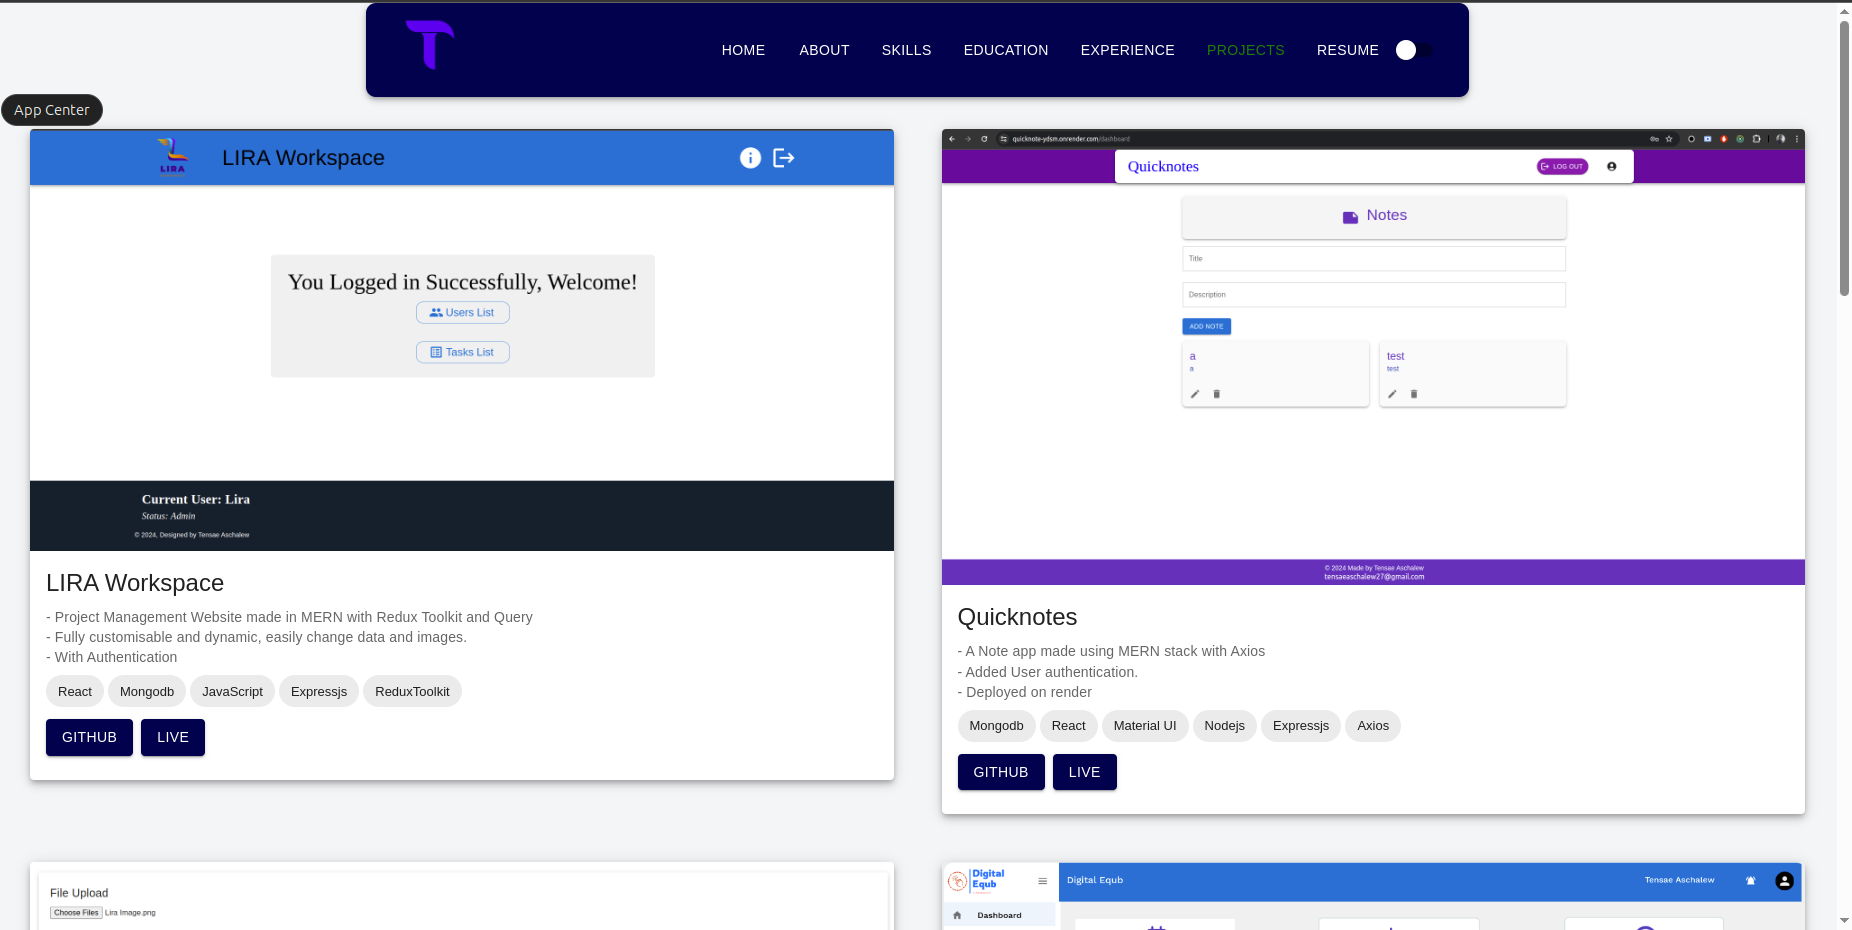 HOME ABOUT SKILLS EDUCATION EXPERIENCE PROJECTS RESUME
App Center
LIRA
LIRA Workspace
You Logged in Successfully, Welcome!
Users List
Tasks List
Current User: Lira
Status: Admin
© 2024, Designed by Tensae Aschalew
LIRA Workspace
- Project Management Website made in MERN with Redux Toolkit and Query
- Fully customisable and dynamic, easily change data and images.
- With Authentication
React Mongodb JavaScript Expressjs ReduxToolkit
GITHUB LIVE
quicknote-ydsm.onrender.com/dashboard
Quicknotes LOG OUT
Notes
Title
Description
ADD NOTE
a test
a test
© 2024 Made by Tensae Aschalew
tensaeaschalew27@gmail.com
Quicknotes
- A Note app made using MERN stack with Axios
- Added User authentication.
- Deployed on render
Mongodb React Material UI Nodejs Expressjs Axios
GITHUB LIVE
File Upload
Choose Files Lira Image.png
Digital
Equb
Digital Equb Tensae Aschalew
Dashboard